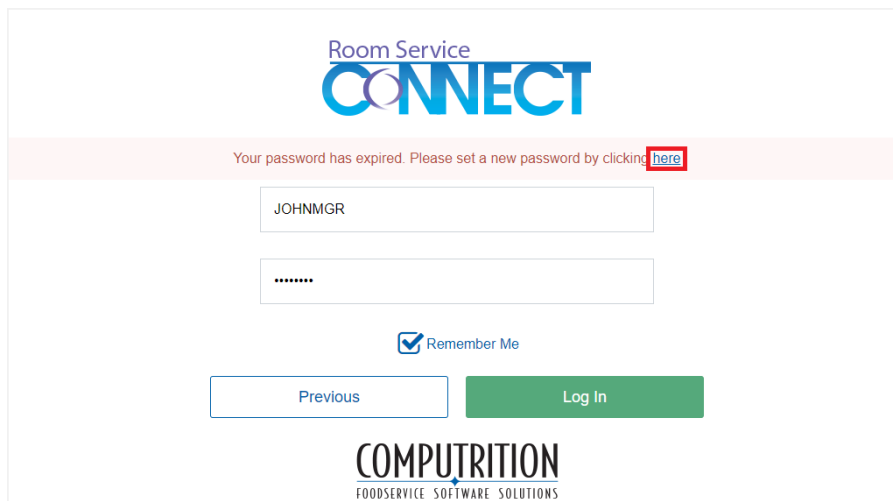 Room Service
CONNECT
Your password has expired. Please set a new password by clicking here
JOHNMGR
••••••••
Remember Me
Previous
Log In
COMPUTRITION
FOODSERVICE SOFTWARE SOLUTIONS